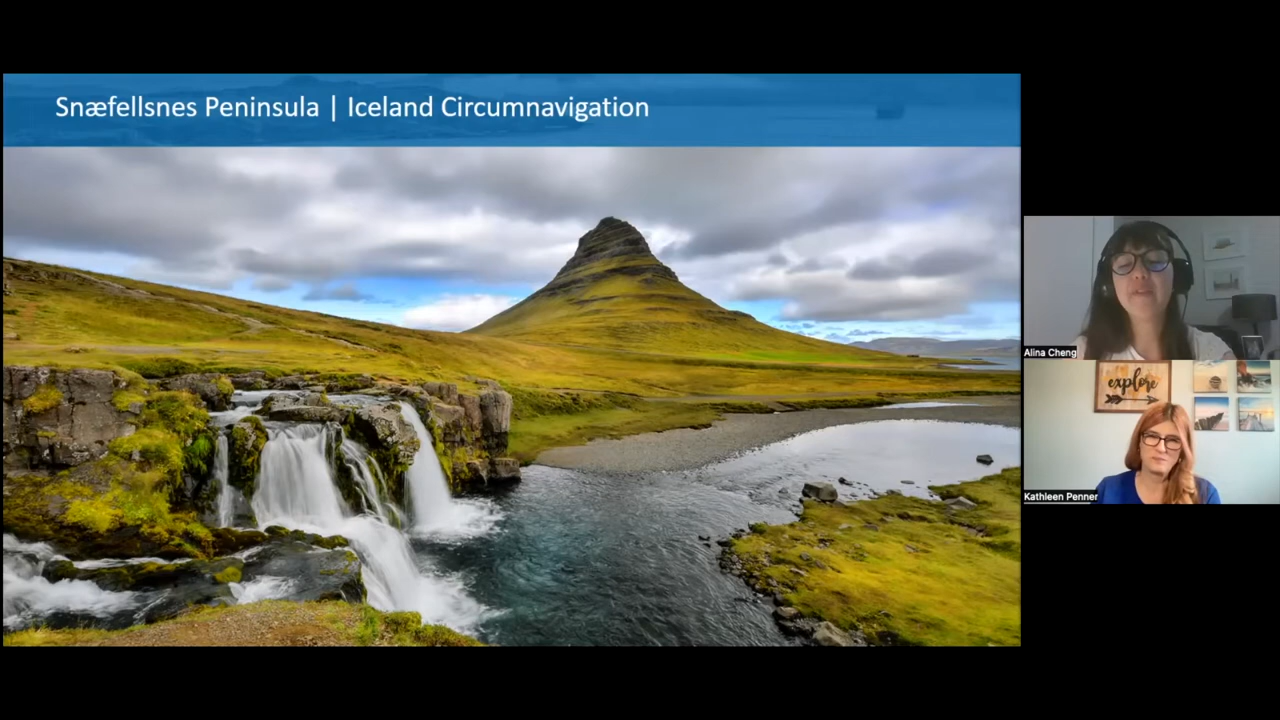 Snæfellsnes Peninsula | Iceland Circumnavigation
Alina Cheng
explore
Kathleen Penner